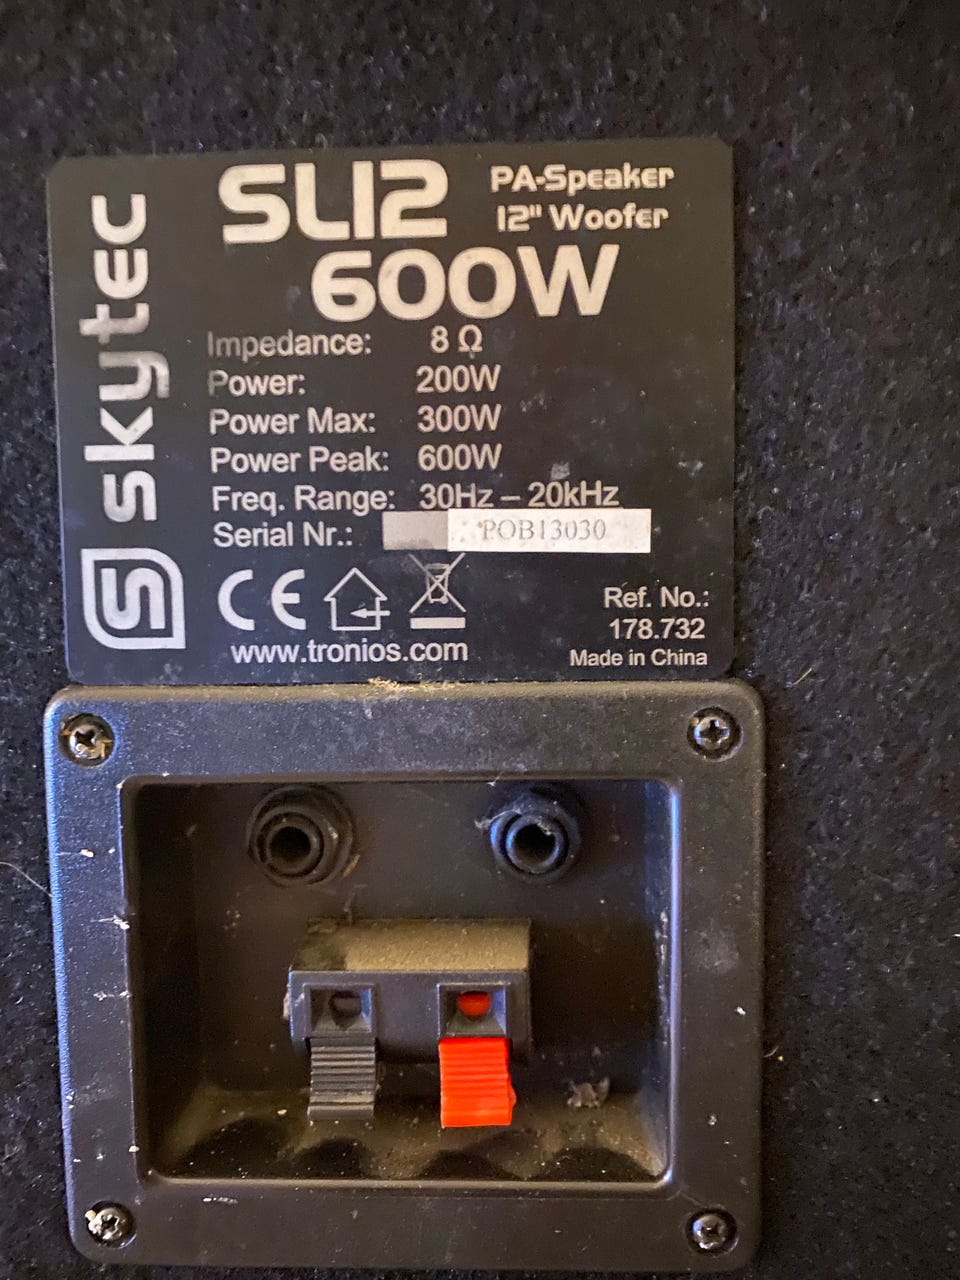 skytec
SL12
PA-Speaker
12" Woofer
600W
Impedance: 8 Ω
Power: 200W
Power Max: 300W
Power Peak: 600W
Freq. Range: 30Hz – 20kHz
Serial Nr.: POB13030
CE
Ref. No.:
178.732
www.tronios.com
Made in China